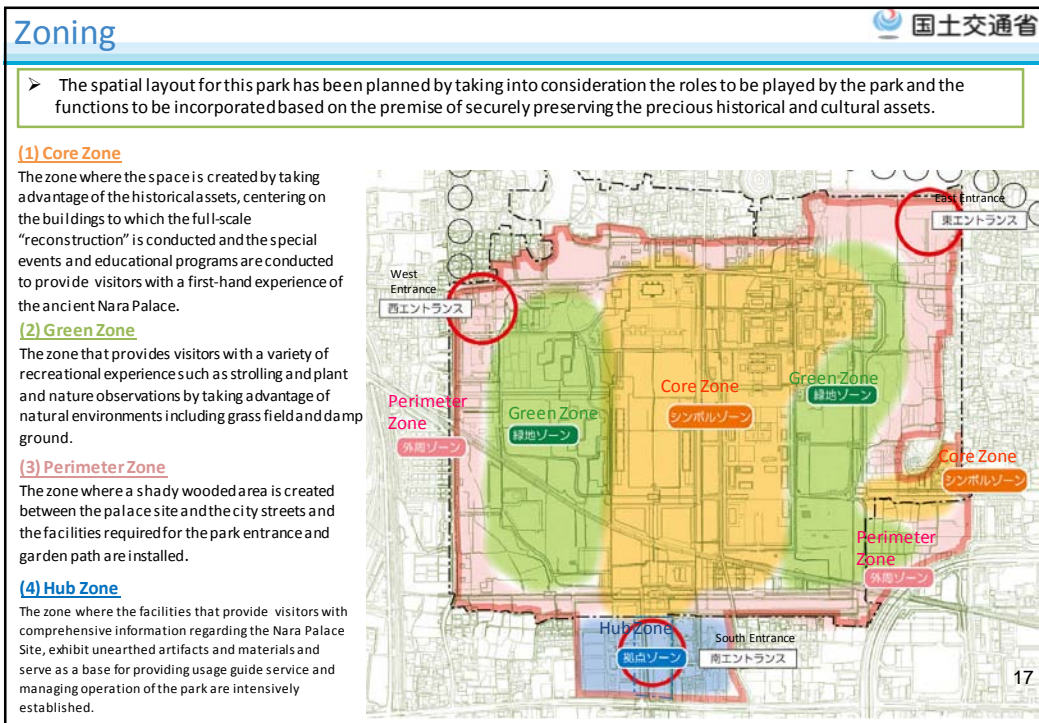 Zoning
国土交通省
➢ The spatial layout for this park has been planned by taking into consideration the roles to be played by the park and the
functions to be incorporated based on the premise of securely preserving the precious historical and cultural assets.
(1) Core Zone
The zone where the space is created by taking
advantage of the historical assets, centering on
the buildings to which the full-scale
“reconstruction” is conducted and the special
events and educational programs are conducted
to provide visitors with a first-hand experience of
the ancient Nara Palace.
(2) Green Zone
The zone that provides visitors with a variety of
recreational experience such as strolling and plant
and nature observations by taking advantage of
natural environments including grass field and damp
ground.
(3) Perimeter Zone
The zone where a shady wooded area is created
between the palace site and the city streets and
the facilities required for the park entrance and
garden path are installed.
(4) Hub Zone
The zone where the facilities that provide visitors with
comprehensive information regarding the Nara Palace
Site, exhibit unearthed artifacts and materials and
serve as a base for providing usage guide service and
managing operation of the park are intensively
established.
East Entrance
東エントランス
West
Entrance
西エントランス
Core Zone
シンボルゾーン
Green Zone
緑地ゾーン
Perimeter
Zone
外周ゾーン
Green Zone
緑地ゾーン
Core Zone
シンボルゾーン
Perimeter
Zone
外周ゾーン
Hub Zone
拠点ゾーン
South Entrance
南エントランス
17